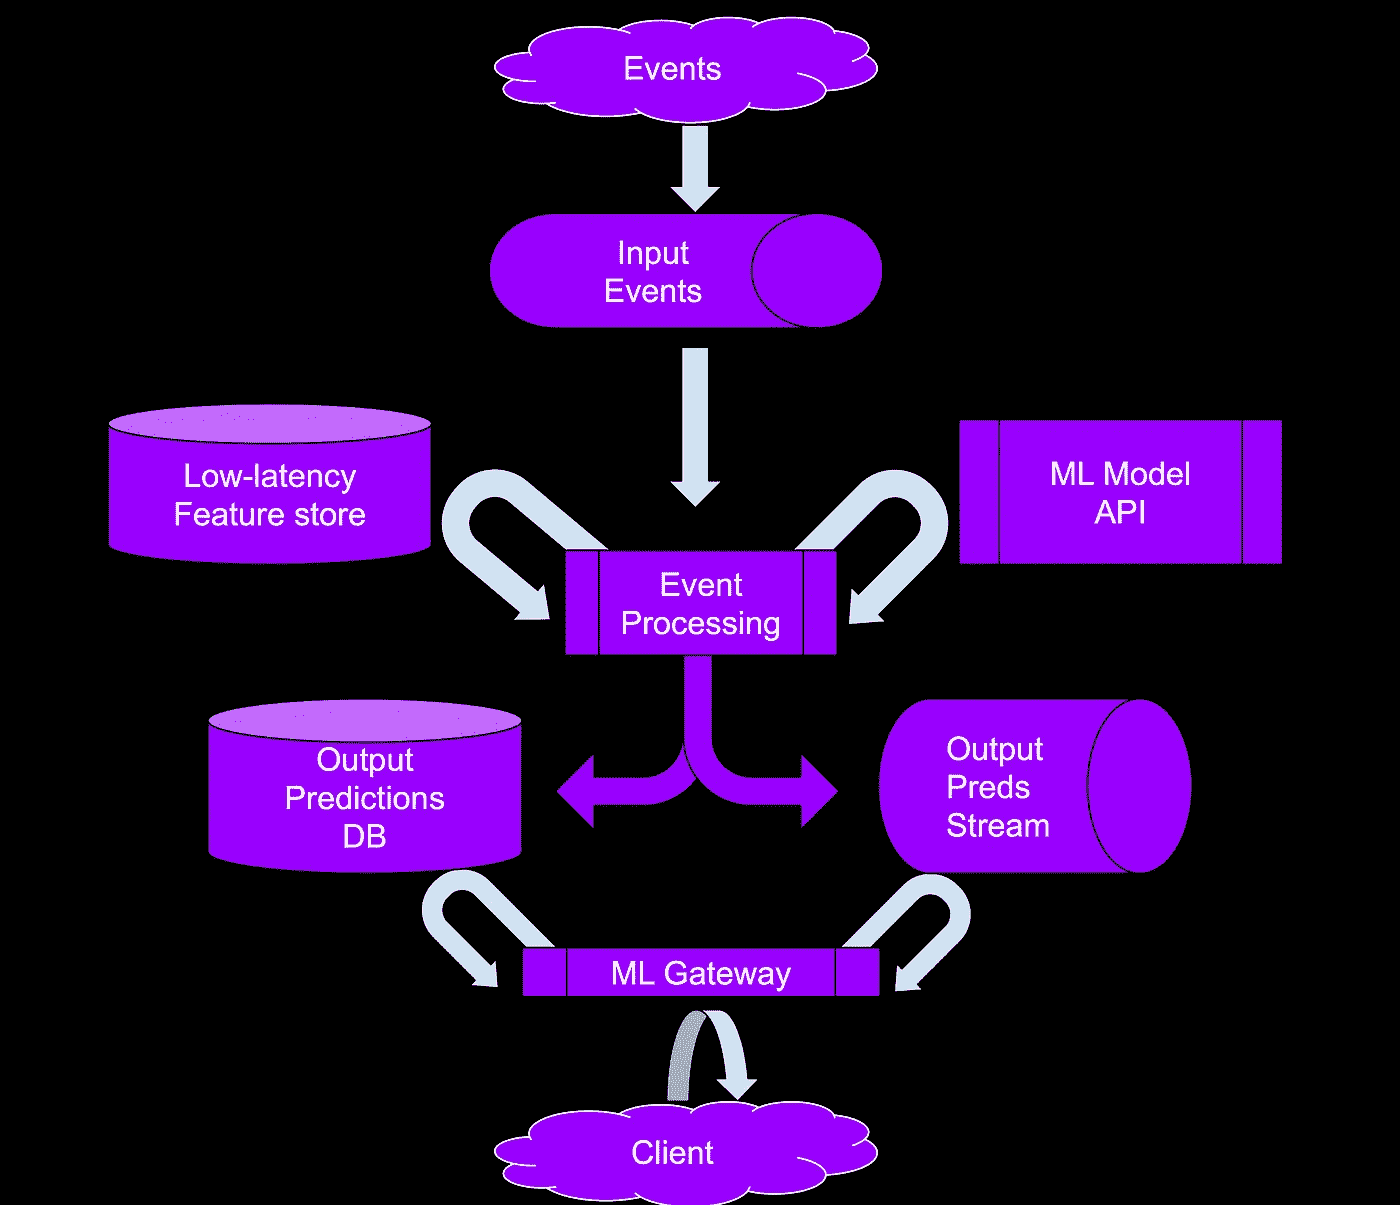 Events
Input
Events
Low-latency
Feature store
ML Model
API
Event
Processing
Output
Predictions
DB
Output
Preds
Stream
ML Gateway
Client